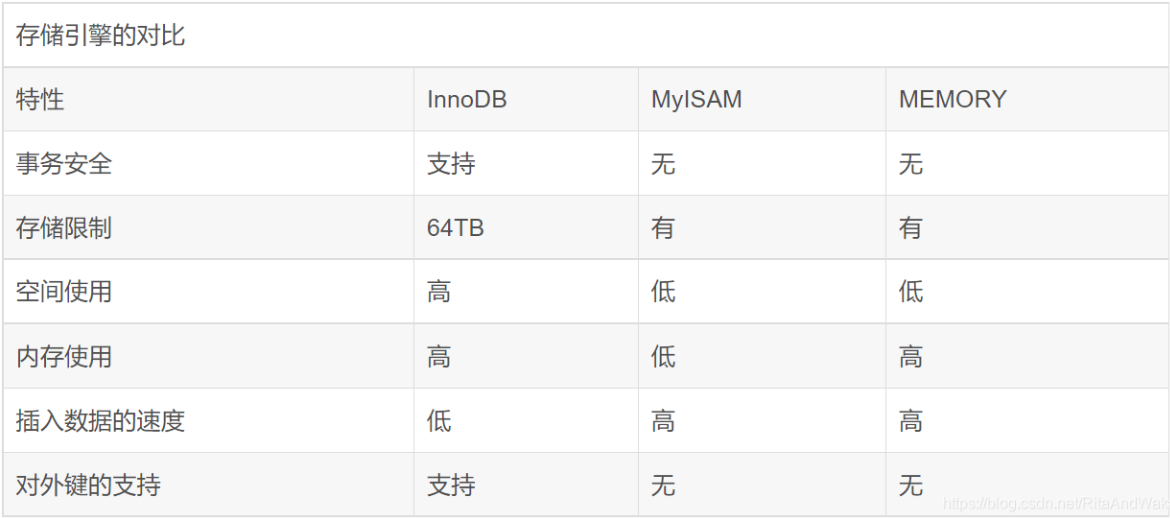 存储引擎的对比
特性 InnoDB MyISAM MEMORY
事务安全 支持 无 无
存储限制 64TB 有 有
空间使用 高 低 低
内存使用 高 低 高
插入数据的速度 低 高 高
对外键的支持 支持 无 无
https://blog.csdn.net/RitaAndWak